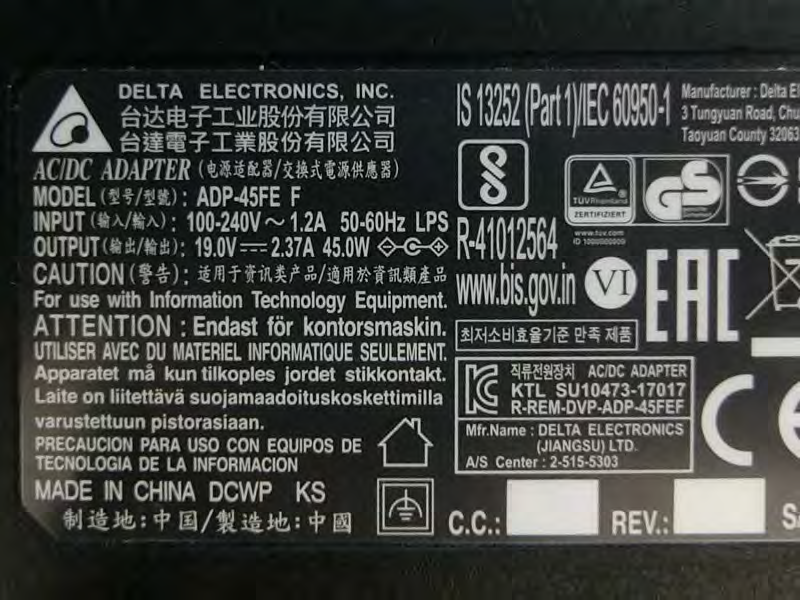 DELTA ELECTRONICS, INC.
台达电子工业股份有限公司
台達電子工業股份有限公司
AC/DC ADAPTER (电源适配器/交換式電源供應器)
MODEL (型号/型號) : ADP-45FE F
INPUT (输入/輸入) : 100-240V ~ 1.2A 50-60Hz LPS
OUTPUT (输出/輸出) : 19.0V 2.37A 45.0W
CAUTION (警告) : 适用于资讯类产品/適用於資訊類產品
For use with Information Technology Equipment.
ATTENTION : Endast för kontorsmaskin.
UTILISER AVEC DU MATERIEL INFORMATIQUE SEULEMENT.
Apparatet må kun tilkoples jordet stikkontakt.
Laite on liitettävä suojamaadoituskoskettimilla
varustettuun pistorasiaan.
PRECAUCION PARA USO CON EQUIPOS DE
TECNOLOGIA DE LA INFORMACION
MADE IN CHINA DCWP KS
制造地:中国/製造地:中國
IS 13252 (Part 1)/IEC 60950-1
R-41012564
www.bis.gov.in
VI
TÜVRheinland
ZERTIFIZIERT
www.tuv.com
ID 1000000000
GS
EAC
최저소비효율기준 만족 제품
직류전원장치 AC/DC ADAPTER
KTL SU10473-17017
R-REM-DVP-ADP-45FEF
Mfr.Name : DELTA ELECTRONICS
(JIANGSU) LTD.
A/S Center : 2-515-5303
C.C.:
REV.:
Manufacturer : Delta El
3 Tungyuan Road, Chu
Taoyuan County 32063
CE